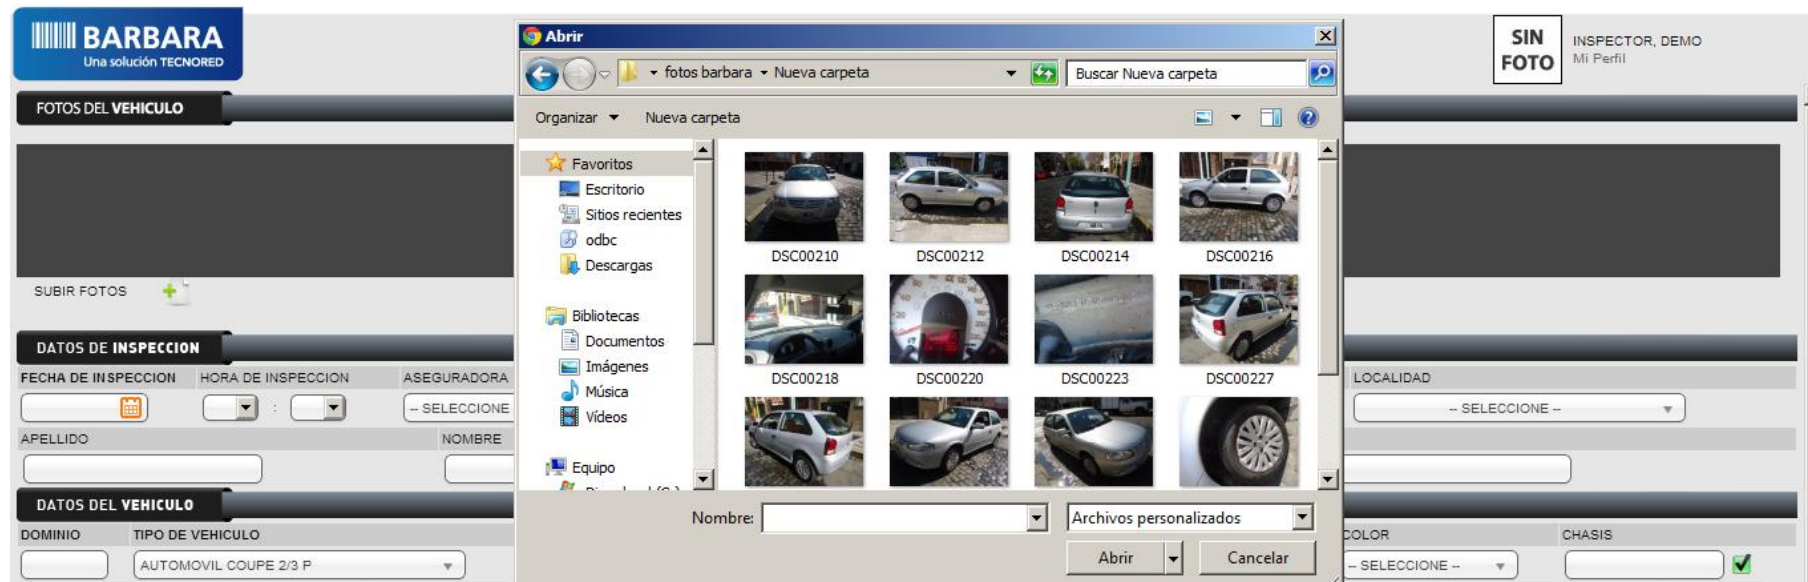 BARBARA
Una solución TECNORED
SIN
FOTO
INSPECTOR, DEMO
Mi Perfil
FOTOS DEL VEHICULO
SUBIR FOTOS
DATOS DE INSPECCION
FECHA DE INSPECCION
HORA DE INSPECCION
:
ASEGURADORA
-- SELECCIONE
LOCALIDAD
-- SELECCIONE --
APELLIDO
NOMBRE
DATOS DEL VEHICULO
DOMINIO
TIPO DE VEHICULO
AUTOMOVIL COUPE 2/3 P
COLOR
-- SELECCIONE --
CHASIS
Abrir
fotos barbara
Nueva carpeta
Buscar Nueva carpeta
Organizar
Nueva carpeta
Favoritos
Escritorio
Sitios recientes
odbc
Descargas
Bibliotecas
Documentos
Imágenes
Música
Vídeos
Equipo
DSC00210
DSC00212
DSC00214
DSC00216
DSC00218
DSC00220
DSC00223
DSC00227
Nombre:
Archivos personalizados
Abrir
Cancelar